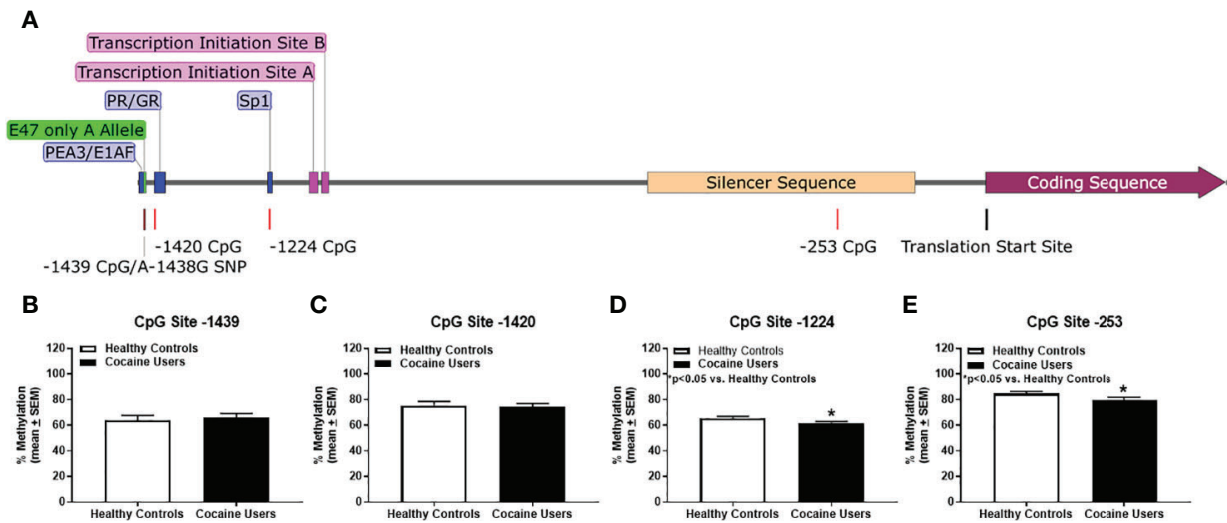 A
Transcription Initiation Site B
Transcription Initiation Site A
PR/GR
Sp1
E47 only A Allele
PEA3/E1AF
Silencer Sequence
Coding Sequence
-1420 CpG
-1224 CpG
-253 CpG
Translation Start Site
-1439 CpG/A-1438G SNP
B
CpG Site -1439
% Methylation
(mean ± SEM)
120
100
80
60
40
20
0
Healthy Controls
Cocaine Users
Healthy Controls
Cocaine Users
C
CpG Site -1420
% Methylation
(mean ± SEM)
120
100
80
60
40
20
0
Healthy Controls
Cocaine Users
Healthy Controls
Cocaine Users
D
CpG Site -1224
% Methylation
(mean ± SEM)
120
100
80
60
40
20
0
Healthy Controls
Cocaine Users
*p<0.05 vs. Healthy Controls
*
Healthy Controls
Cocaine Users
E
CpG Site -253
% Methylation
(mean ± SEM)
120
100
80
60
40
20
0
Healthy Controls
Cocaine Users
*p<0.05 vs. Healthy Controls
*
Healthy Controls
Cocaine Users